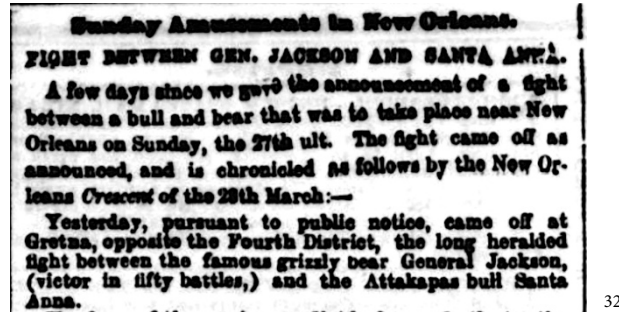 Sunday Amusements in New Orleans.
FIGHT BETWEEN GEN. JACKSON AND SANTA ANNA.
A few days since we gave the announcement of a fight
between a bull and bear that was to take place near New
Orleans on Sunday, the 27th ult. The fight came off as
announced, and is chronicled as follows by the New Or-
leans Crescent of the 28th March:—
Yesterday, pursuant to public notice, came off at
Gretna, opposite the Fourth District, the long heralded
fight between the famous grizzly bear General Jackson,
(victor in fifty battles,) and the Attakapas bull Santa
Anna.
32